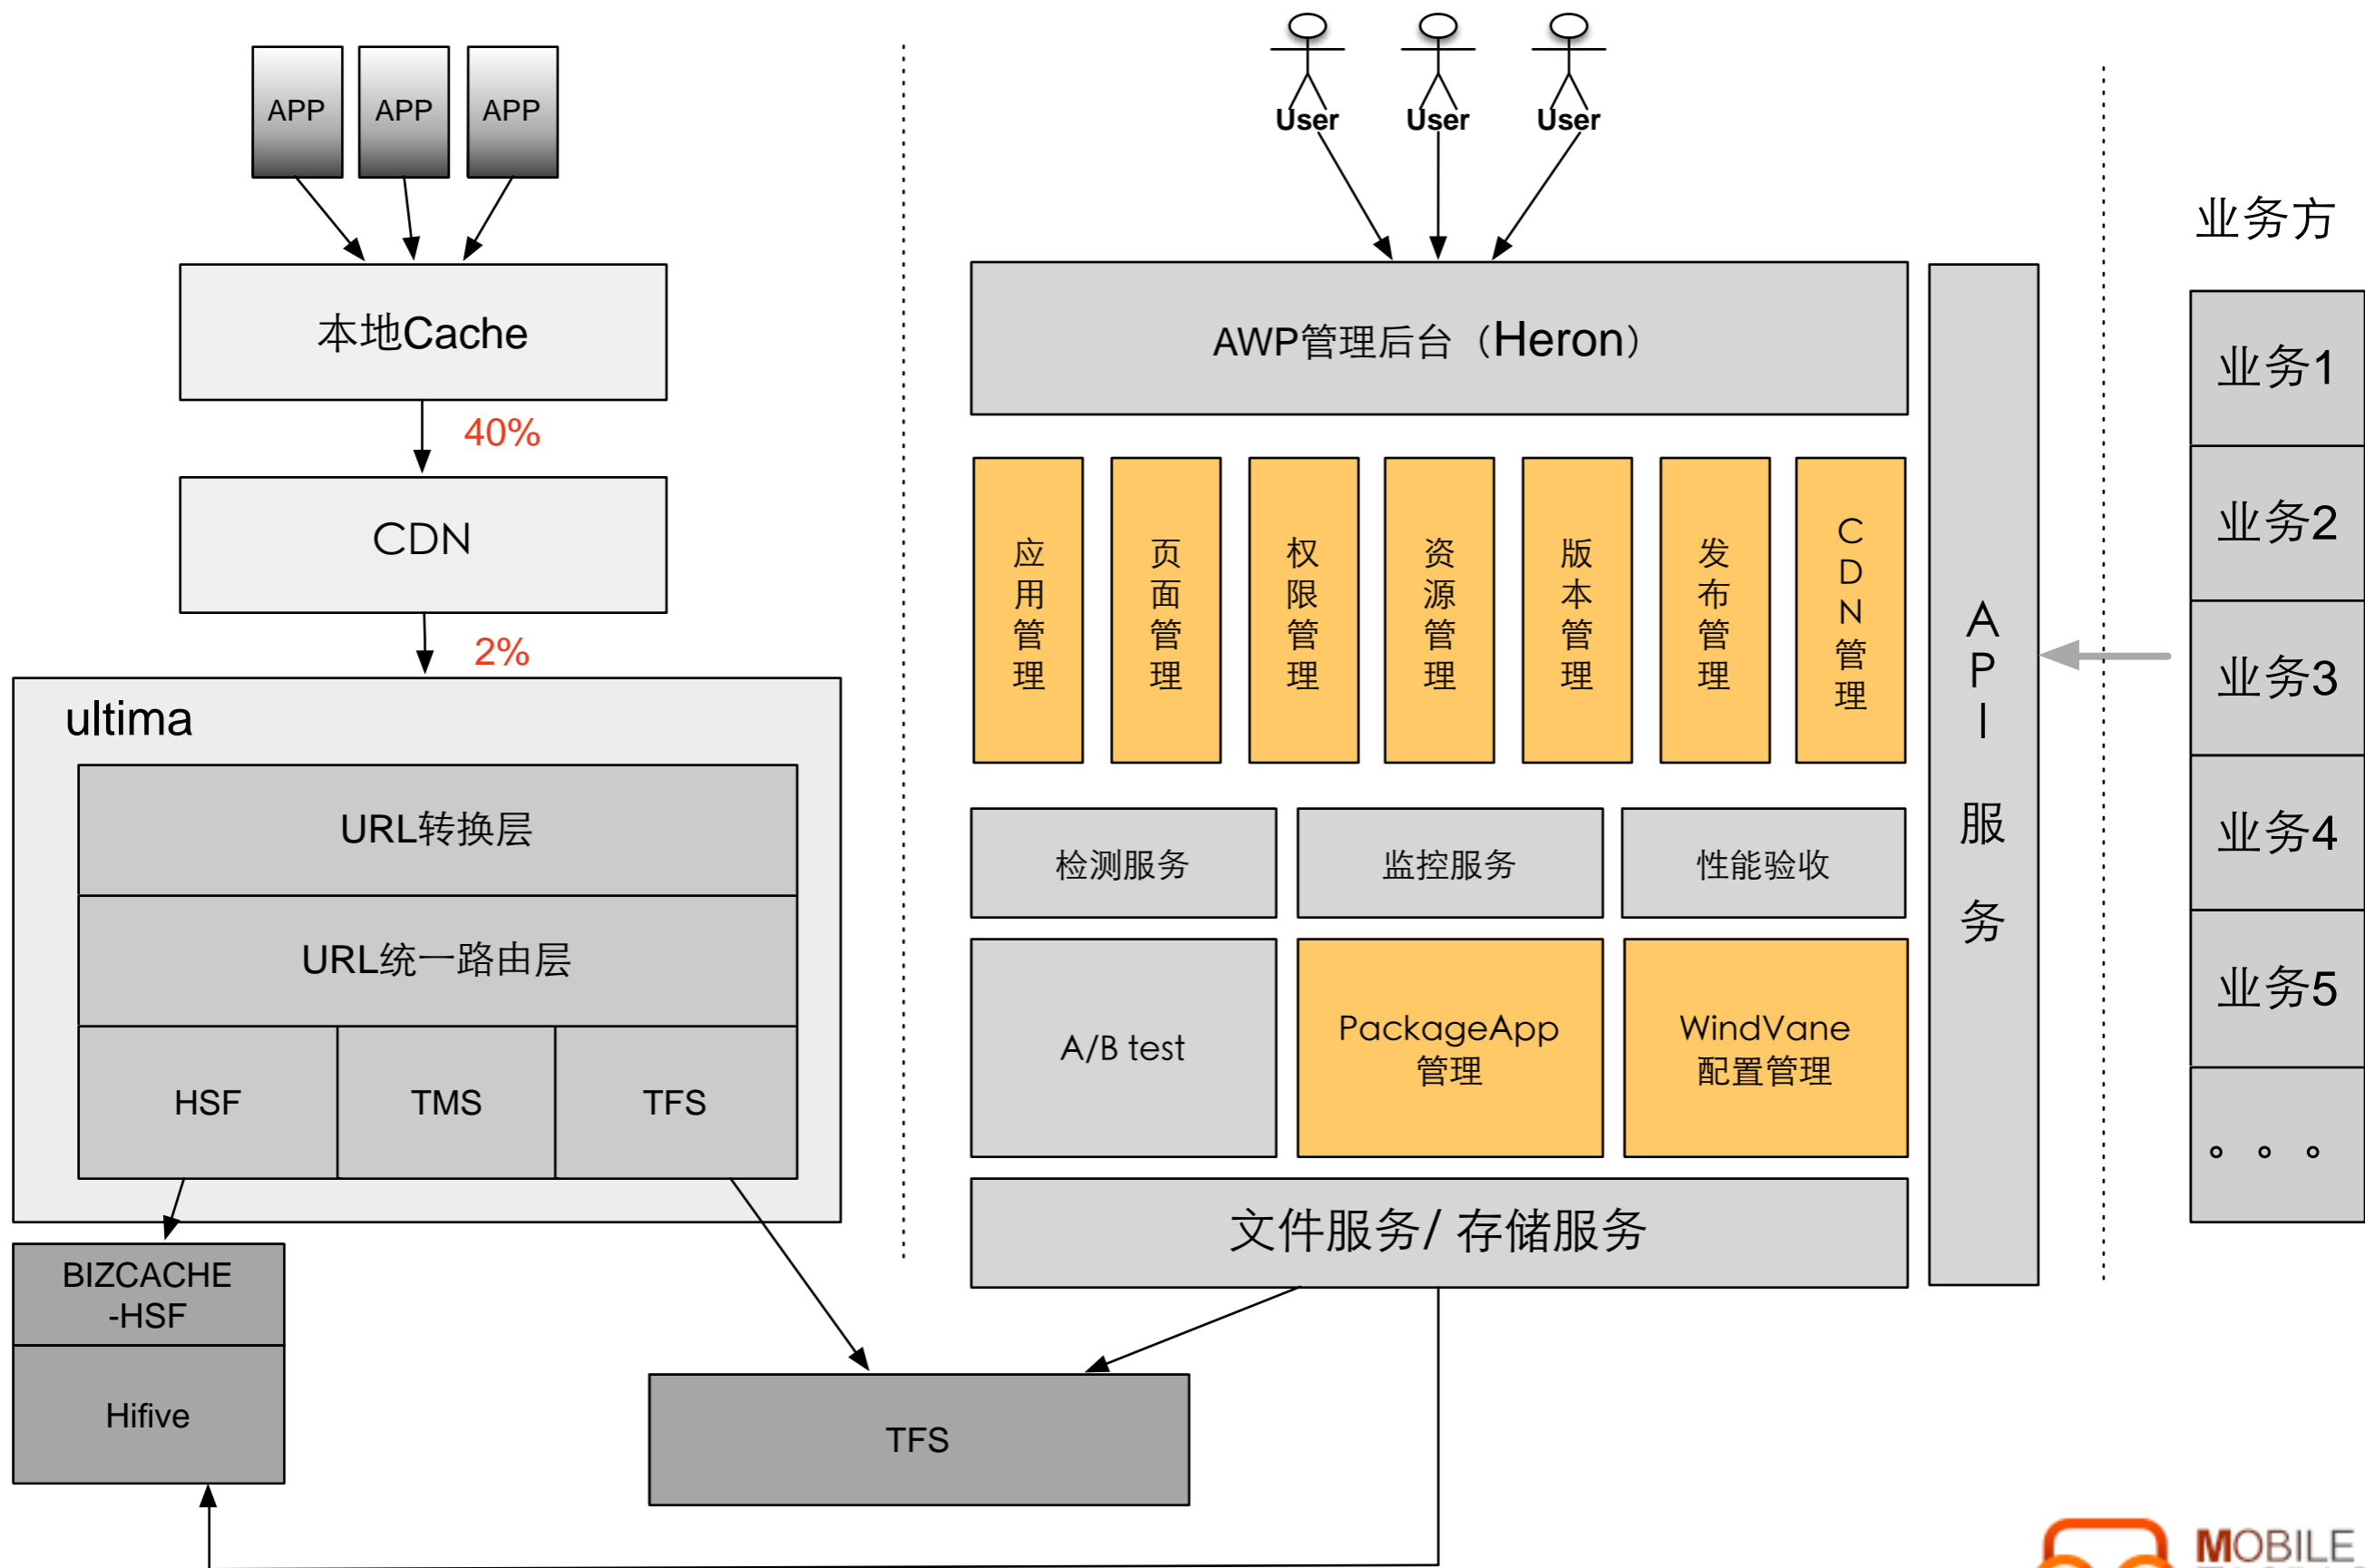 APP
APP
APP
本地Cache
40%
CDN
2%
ultima
URL转换层
URL统一路由层
HSF
TMS
TFS
BIZCACHE
-HSF
Hifive
TFS
User
User
User
AWP管理后台（Heron）
应用管理
页面管理
权限管理
资源管理
版本管理
发布管理
CDN管理
检测服务
监控服务
性能验收
A/B test
PackageApp
管理
WindVane
配置管理
文件服务/ 存储服务
API服务
业务方
业务1
业务2
业务3
业务4
业务5
。。。
MOBILE